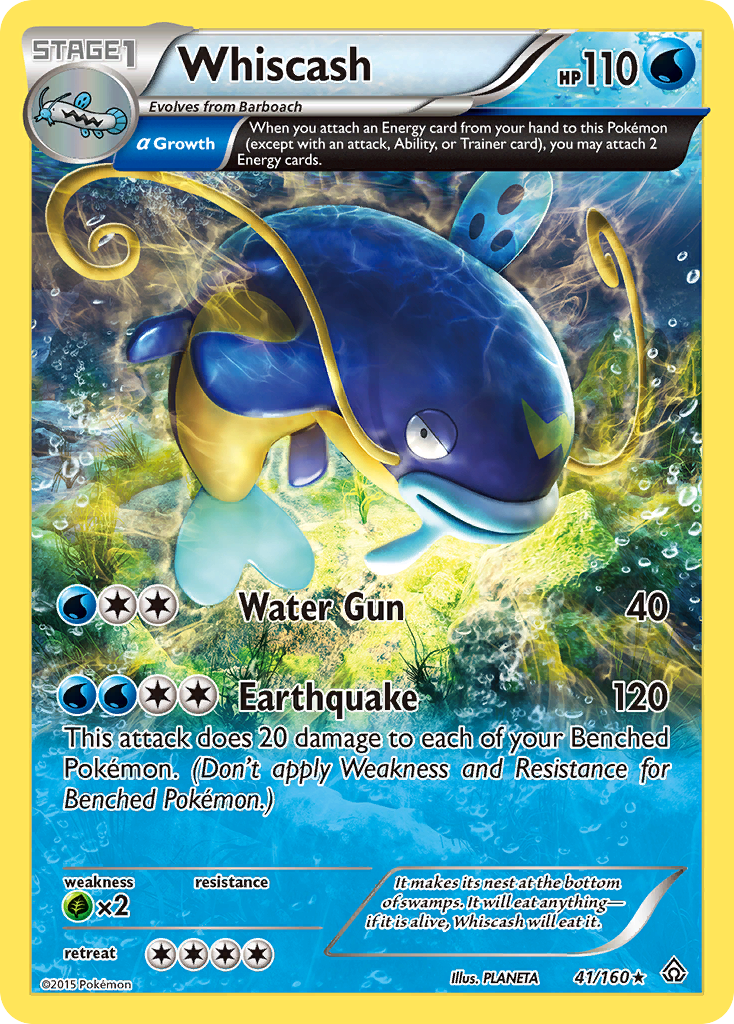 STAGE1
Whiscash
HP110
Evolves from Barboach
α Growth
When you attach an Energy card from your hand to this Pokémon
(except with an attack, Ability, or Trainer card), you may attach 2
Energy cards.
Water Gun 40
Earthquake 120
This attack does 20 damage to each of your Benched
Pokémon. (Don't apply Weakness and Resistance for
Benched Pokémon.)
weakness resistance
×2
retreat
It makes its nest at the bottom
of swamps. It will eat anything—
if it is alive, Whiscash will eat it.
©2015 Pokémon
Illus. PLANETA
41/160★